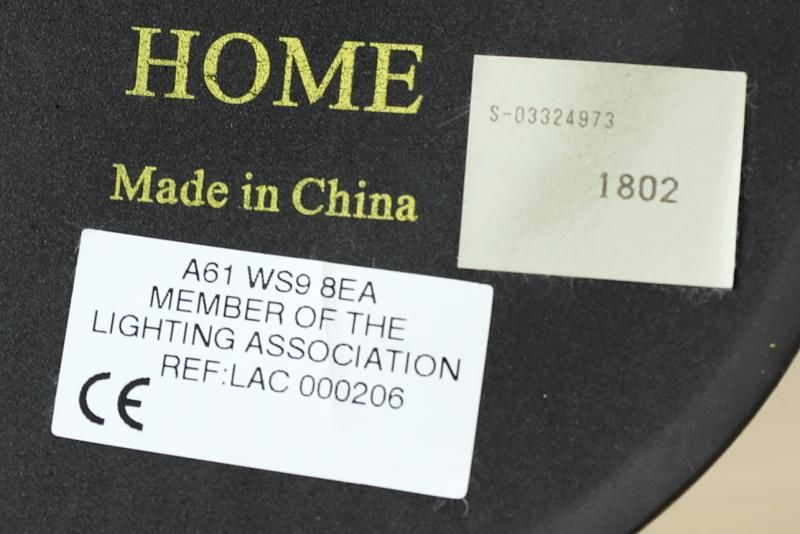 HOME
Made in China
S-03324973
1802
A61 WS9 8EA
MEMBER OF THE
LIGHTING ASSOCIATION
REF:LAC 000206
CE